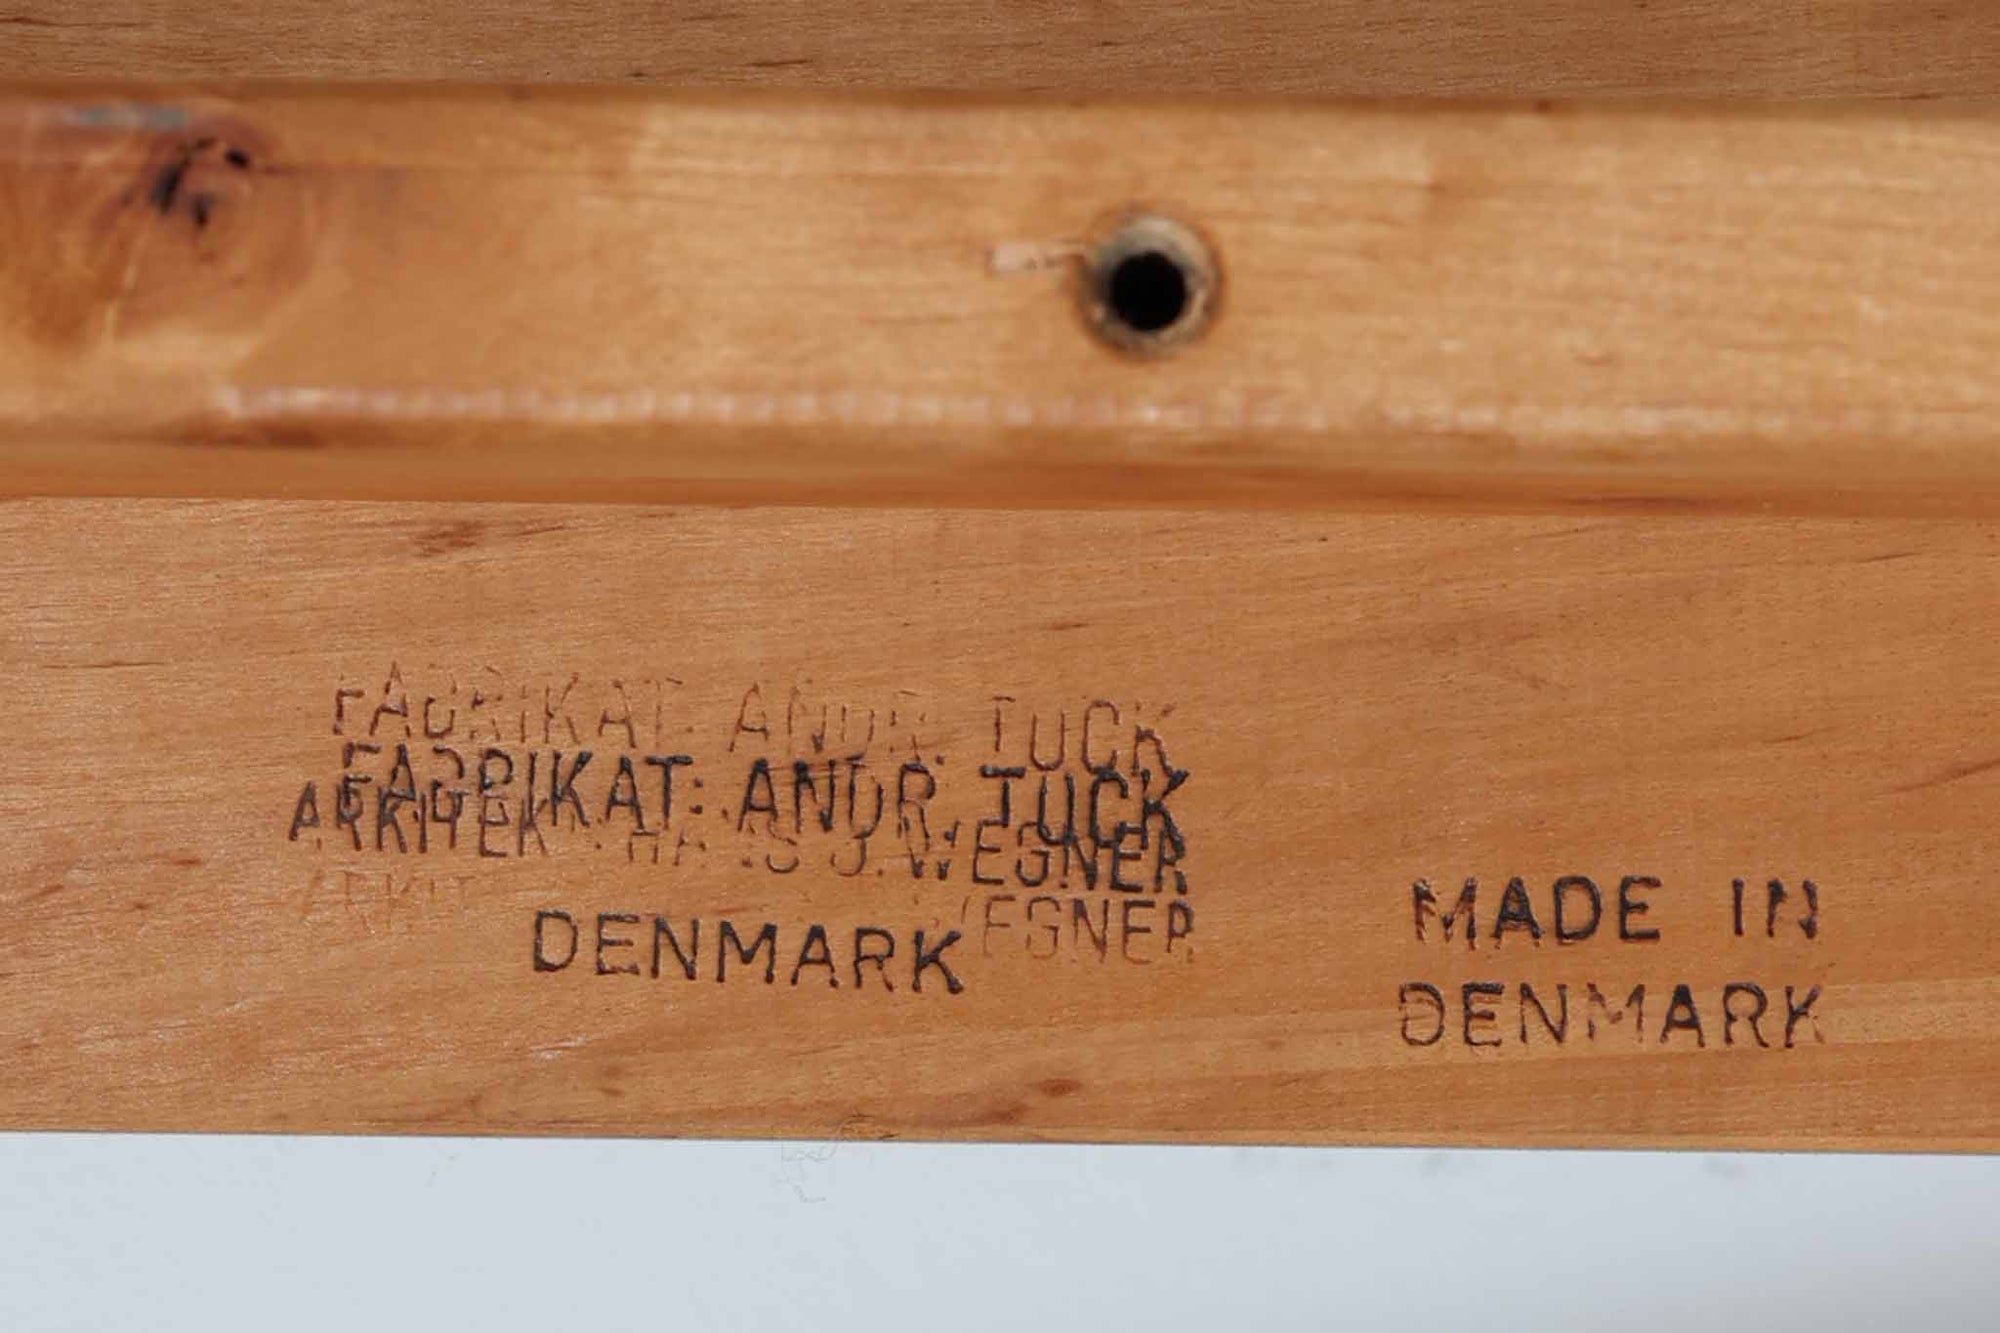 FABRIKAT: ANDR. TUCK
FABRIKAT: ANDR. TUCK
ARKITEKT HANS J. WEGNER
WEGNER
DENMARK
MADE IN
DENMARK